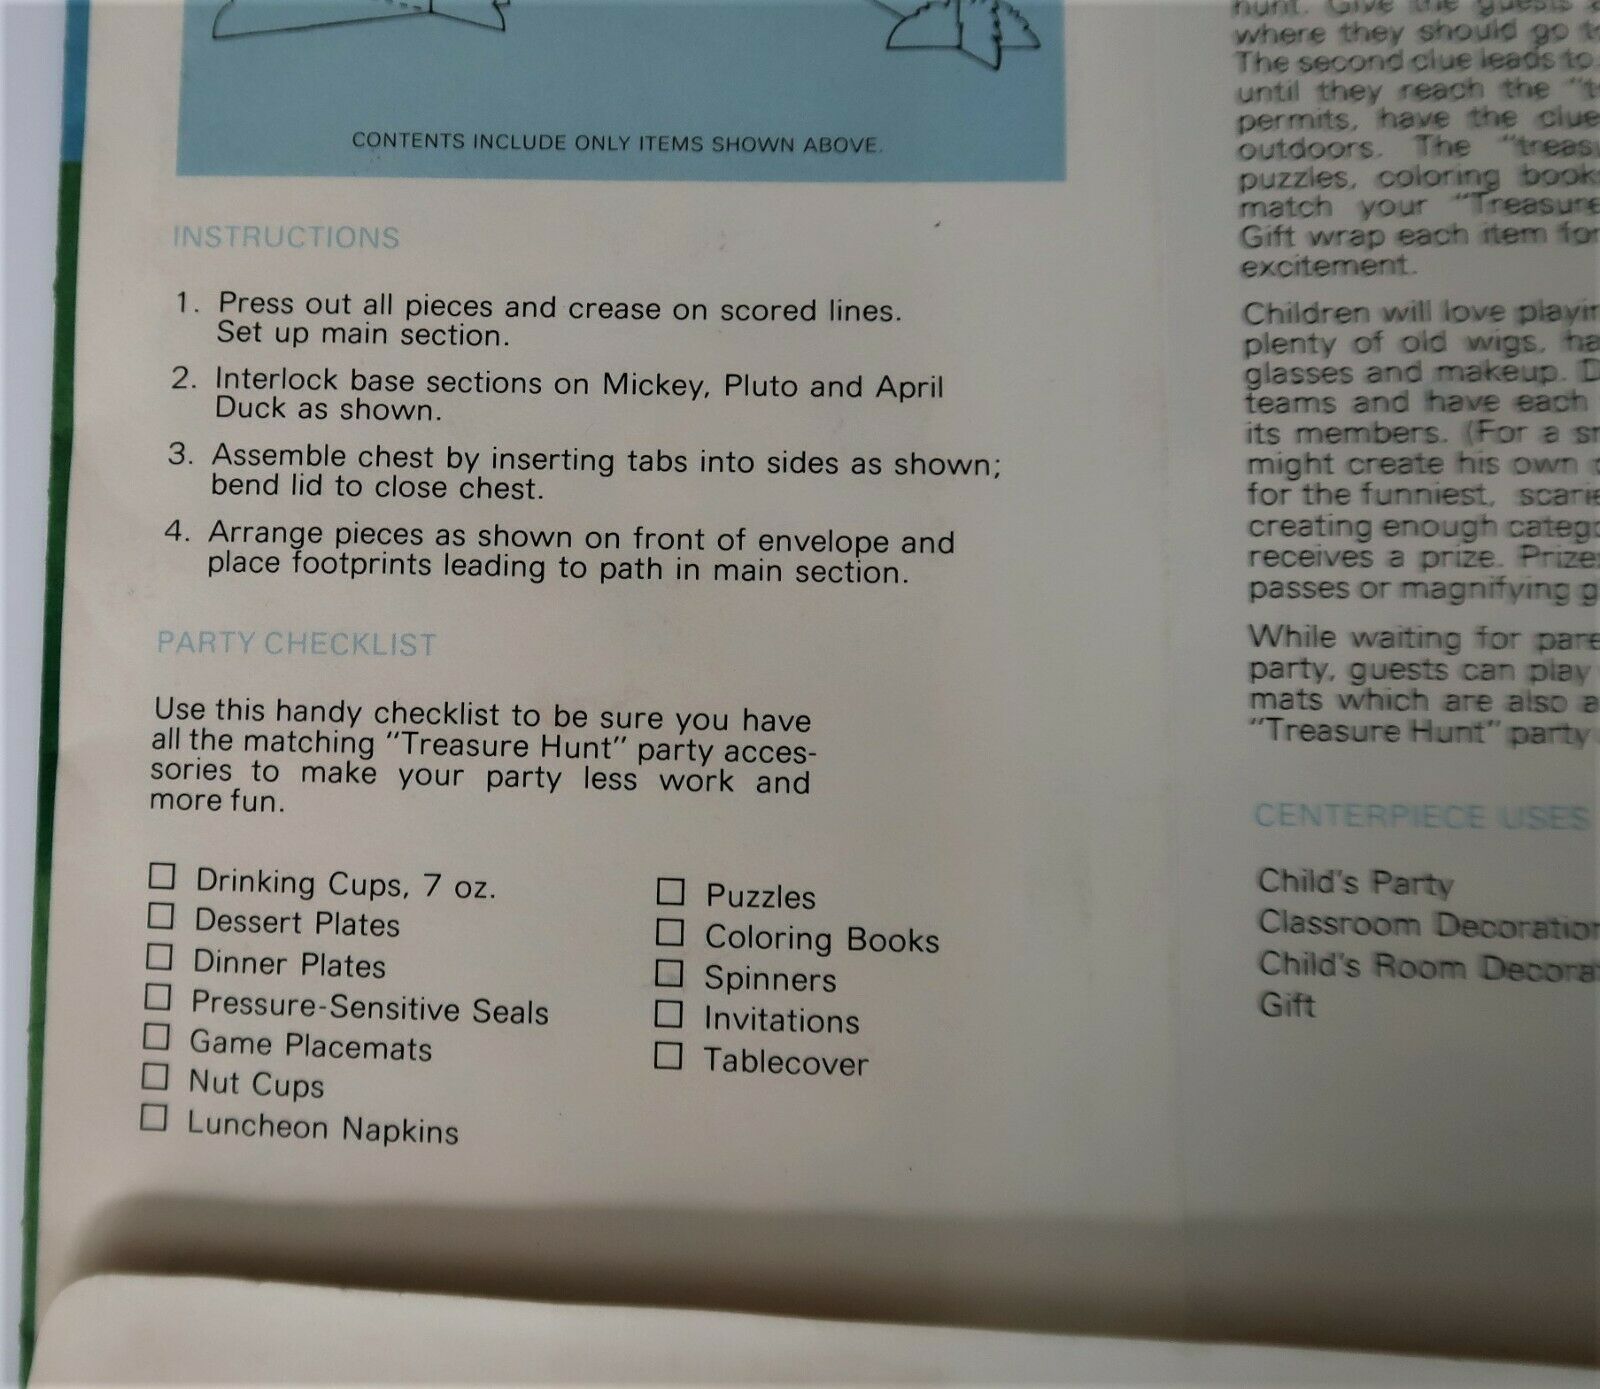 CONTENTS INCLUDE ONLY ITEMS SHOWN ABOVE.
INSTRUCTIONS
1. Press out all pieces and crease on scored lines.
Set up main section.
2. Interlock base sections on Mickey, Pluto and April
Duck as shown.
3. Assemble chest by inserting tabs into sides as shown;
bend lid to close chest.
4. Arrange pieces as shown on front of envelope and
place footprints leading to path in main section.
PARTY CHECKLIST
Use this handy checklist to be sure you have
all the matching "Treasure Hunt" party acces-
sories to make your party less work and
more fun.
☐ Drinking Cups, 7 oz.
☐ Dessert Plates
☐ Dinner Plates
☐ Pressure-Sensitive Seals
☐ Game Placemats
☐ Nut Cups
☐ Luncheon Napkins
☐ Puzzles
☐ Coloring Books
☐ Spinners
☐ Invitations
☐ Tablecover
hunt. Give the guests
where they should go
The second clue leads to
until they reach the
permits, have the
outdoors. The
puzzles, coloring
match your "Treasure
Gift wrap each item for
excitement.
Children will love
plenty of old wigs,
glasses and makeup.
teams and have each
its members. (For a
might create his own
for the funniest,
creating enough
receives a prize.
passes or magnifying
While waiting for
party, guests can play
mats which are also
"Treasure Hunt" party
CENTERPIECE USES
Child's Party
Classroom
Child's Room
Gift